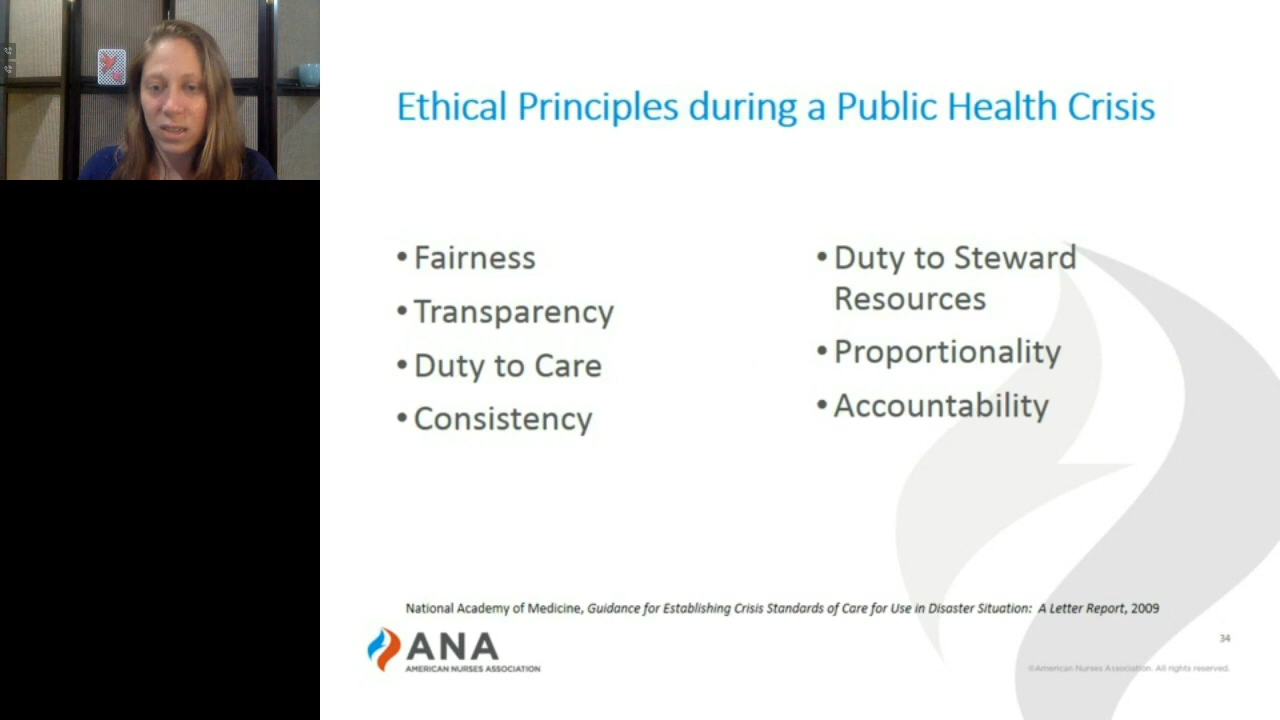 Ethical Principles during a Public Health Crisis
• Fairness
• Transparency
• Duty to Care
• Consistency
• Duty to Steward
Resources
• Proportionality
• Accountability
National Academy of Medicine, Guidance for Establishing Crisis Standards of Care for Use in Disaster Situation: A Letter Report, 2009
ANA
AMERICAN NURSES ASSOCIATION
34
©American Nurses Association. All rights reserved.